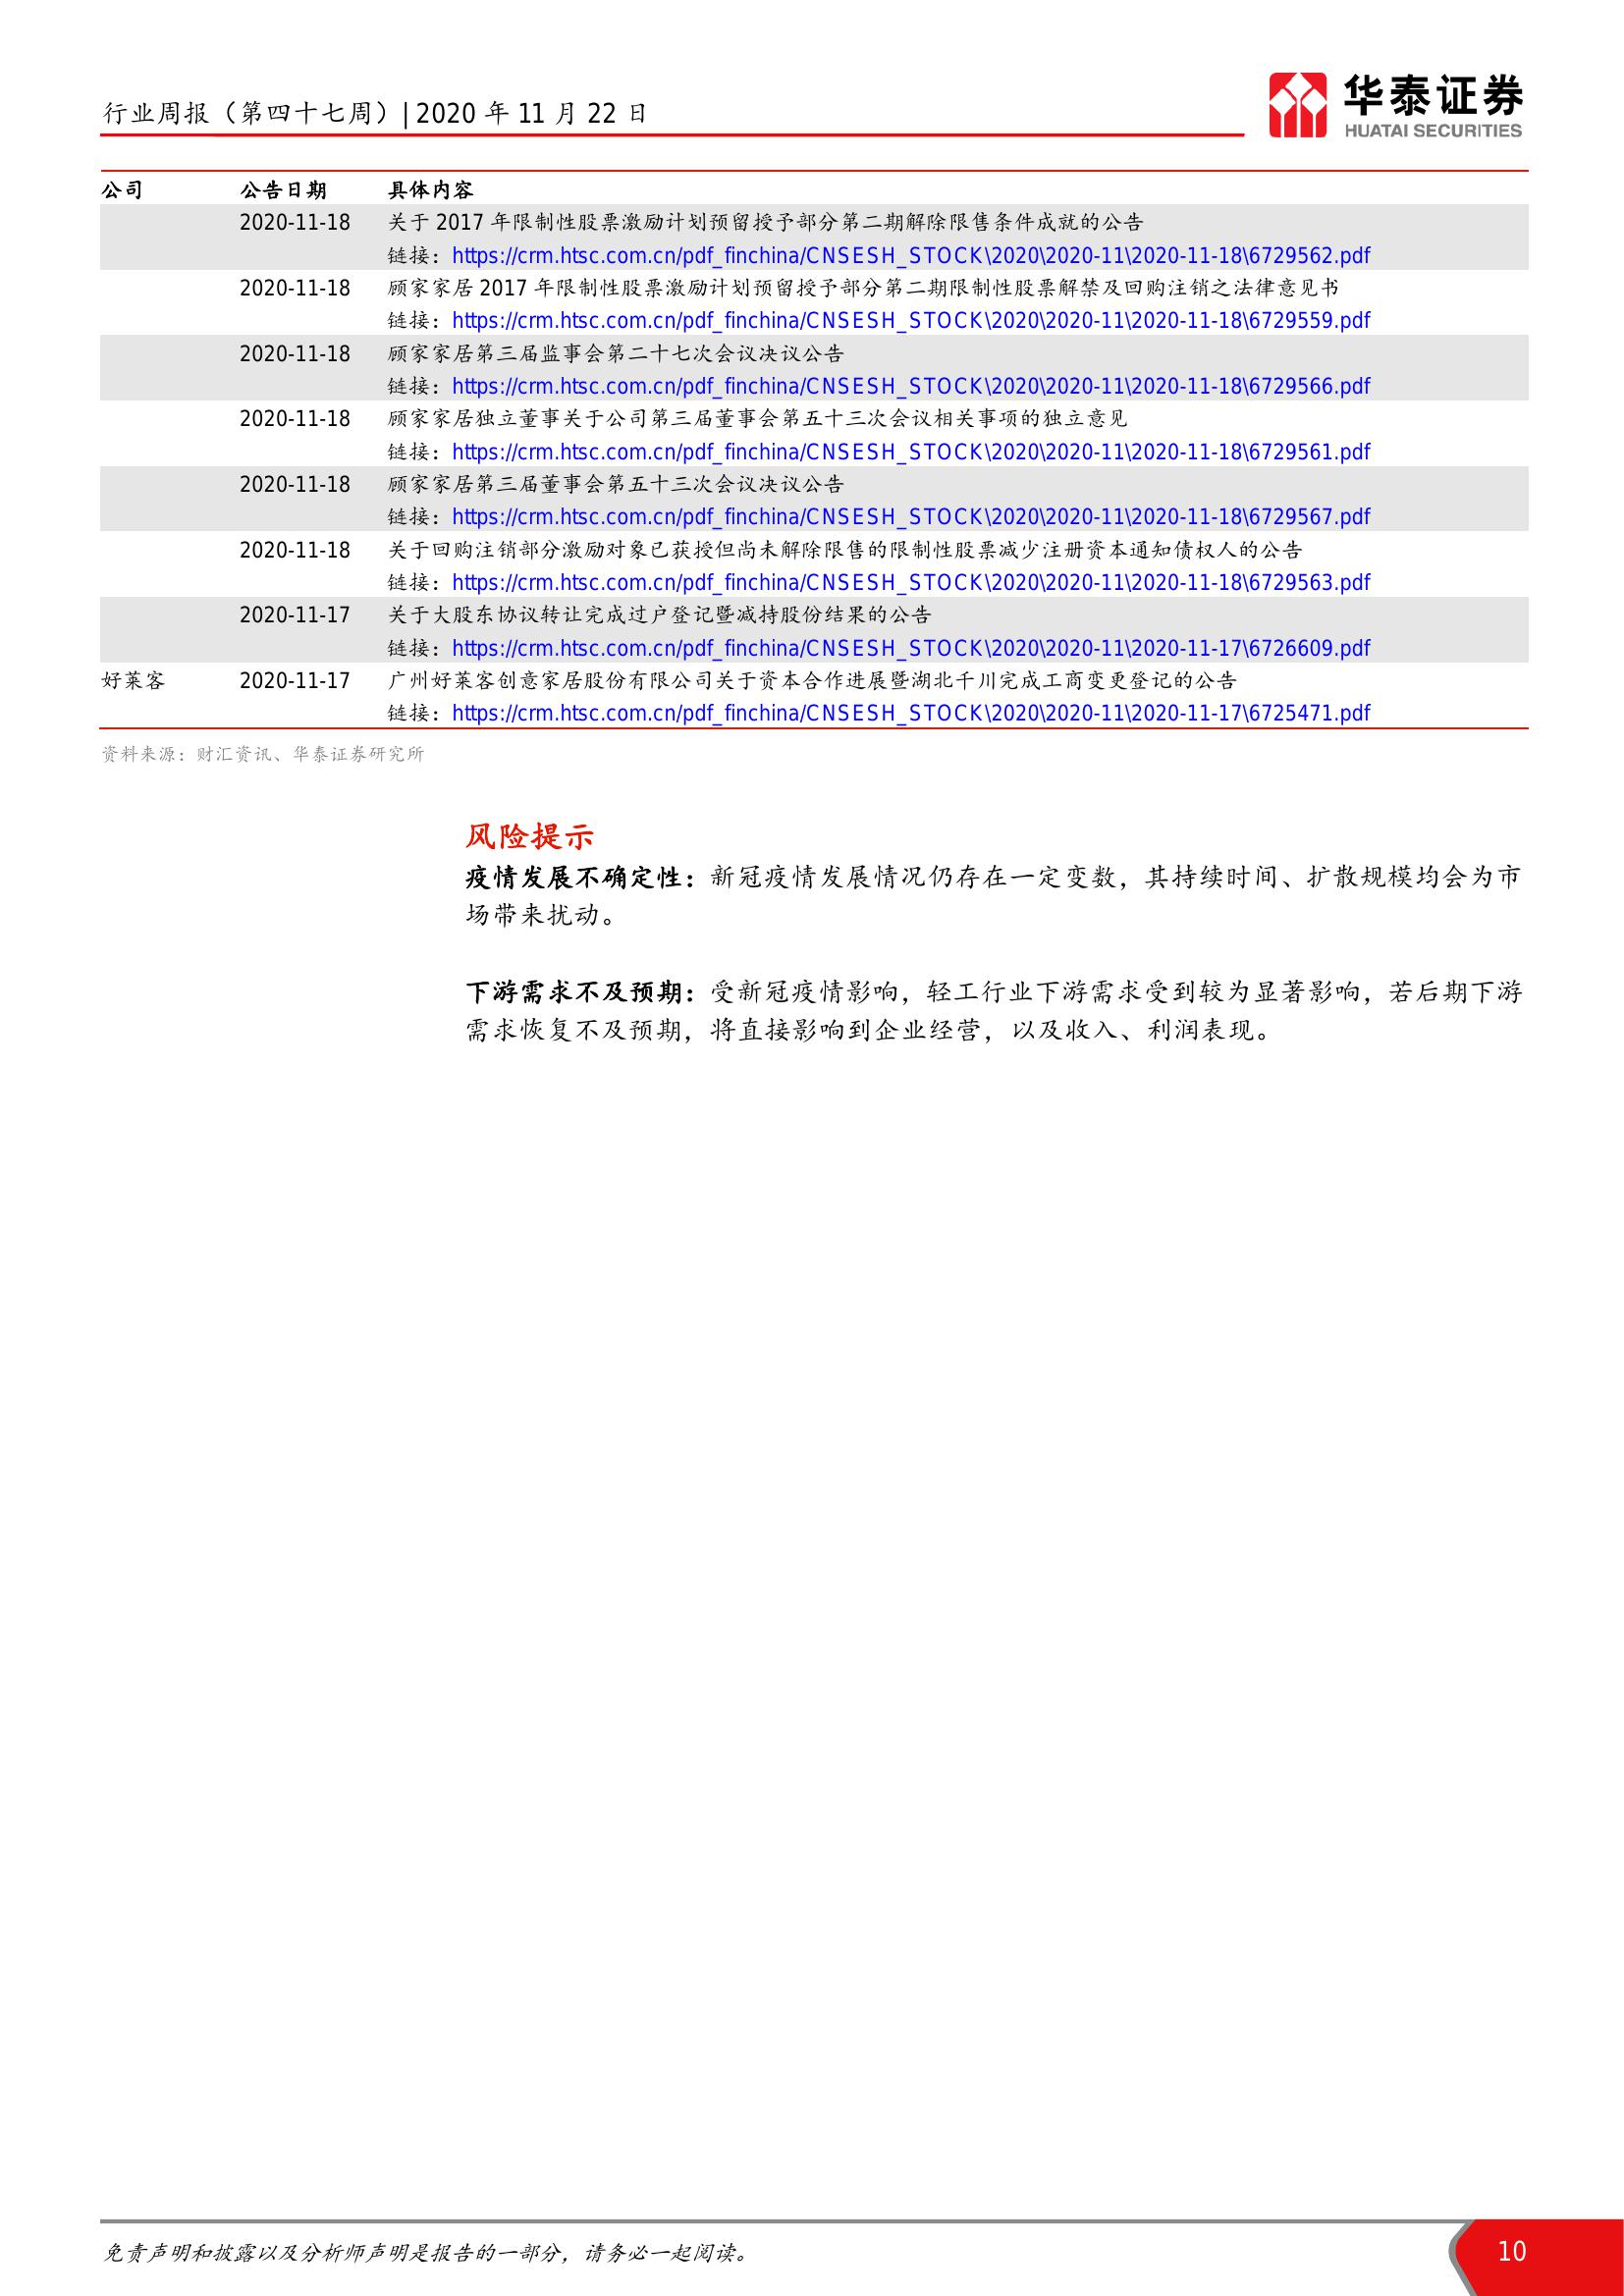 行业周报（第四十七周）| 2020 年 11 月 22 日
华泰证券
HUATAI SECURITIES
公司 公告日期 具体内容
2020-11-18 关于 2017 年限制性股票激励计划预留授予部分第二期解除限售条件成就的公告
链接：https://crm.htsc.com.cn/pdf_finchina/CNSESH_STOCK\2020\2020-11\2020-11-18\6729562.pdf
2020-11-18 顾家家居 2017 年限制性股票激励计划预留授予部分第二期限制性股票解禁及回购注销之法律意见书
链接：https://crm.htsc.com.cn/pdf_finchina/CNSESH_STOCK\2020\2020-11\2020-11-18\6729559.pdf
2020-11-18 顾家家居第三届监事会第二十七次会议决议公告
链接：https://crm.htsc.com.cn/pdf_finchina/CNSESH_STOCK\2020\2020-11\2020-11-18\6729566.pdf
2020-11-18 顾家家居独立董事关于公司第三届董事会第五十三次会议相关事项的独立意见
链接：https://crm.htsc.com.cn/pdf_finchina/CNSESH_STOCK\2020\2020-11\2020-11-18\6729561.pdf
2020-11-18 顾家家居第三届董事会第五十三次会议决议公告
链接：https://crm.htsc.com.cn/pdf_finchina/CNSESH_STOCK\2020\2020-11\2020-11-18\6729567.pdf
2020-11-18 关于回购注销部分激励对象已获授但尚未解除限售的限制性股票减少注册资本通知债权人的公告
链接：https://crm.htsc.com.cn/pdf_finchina/CNSESH_STOCK\2020\2020-11\2020-11-18\6729563.pdf
2020-11-17 关于大股东协议转让完成过户登记暨减持股份结果的公告
链接：https://crm.htsc.com.cn/pdf_finchina/CNSESH_STOCK\2020\2020-11\2020-11-17\6726609.pdf
好莱客 2020-11-17 广州好莱客创意家居股份有限公司关于资本合作进展暨湖北千川完成工商变更登记的公告
链接：https://crm.htsc.com.cn/pdf_finchina/CNSESH_STOCK\2020\2020-11\2020-11-17\6725471.pdf
资料来源：财汇资讯、华泰证券研究所
风险提示
疫情发展不确定性：新冠疫情发展情况仍存在一定变数，其持续时间、扩散规模均会为市
场带来扰动。
下游需求不及预期：受新冠疫情影响，轻工行业下游需求受到较为显著影响，若后期下游
需求恢复不及预期，将直接影响到企业经营，以及收入、利润表现。
免责声明和披露以及分析师声明是报告的一部分，请务必一起阅读。
10